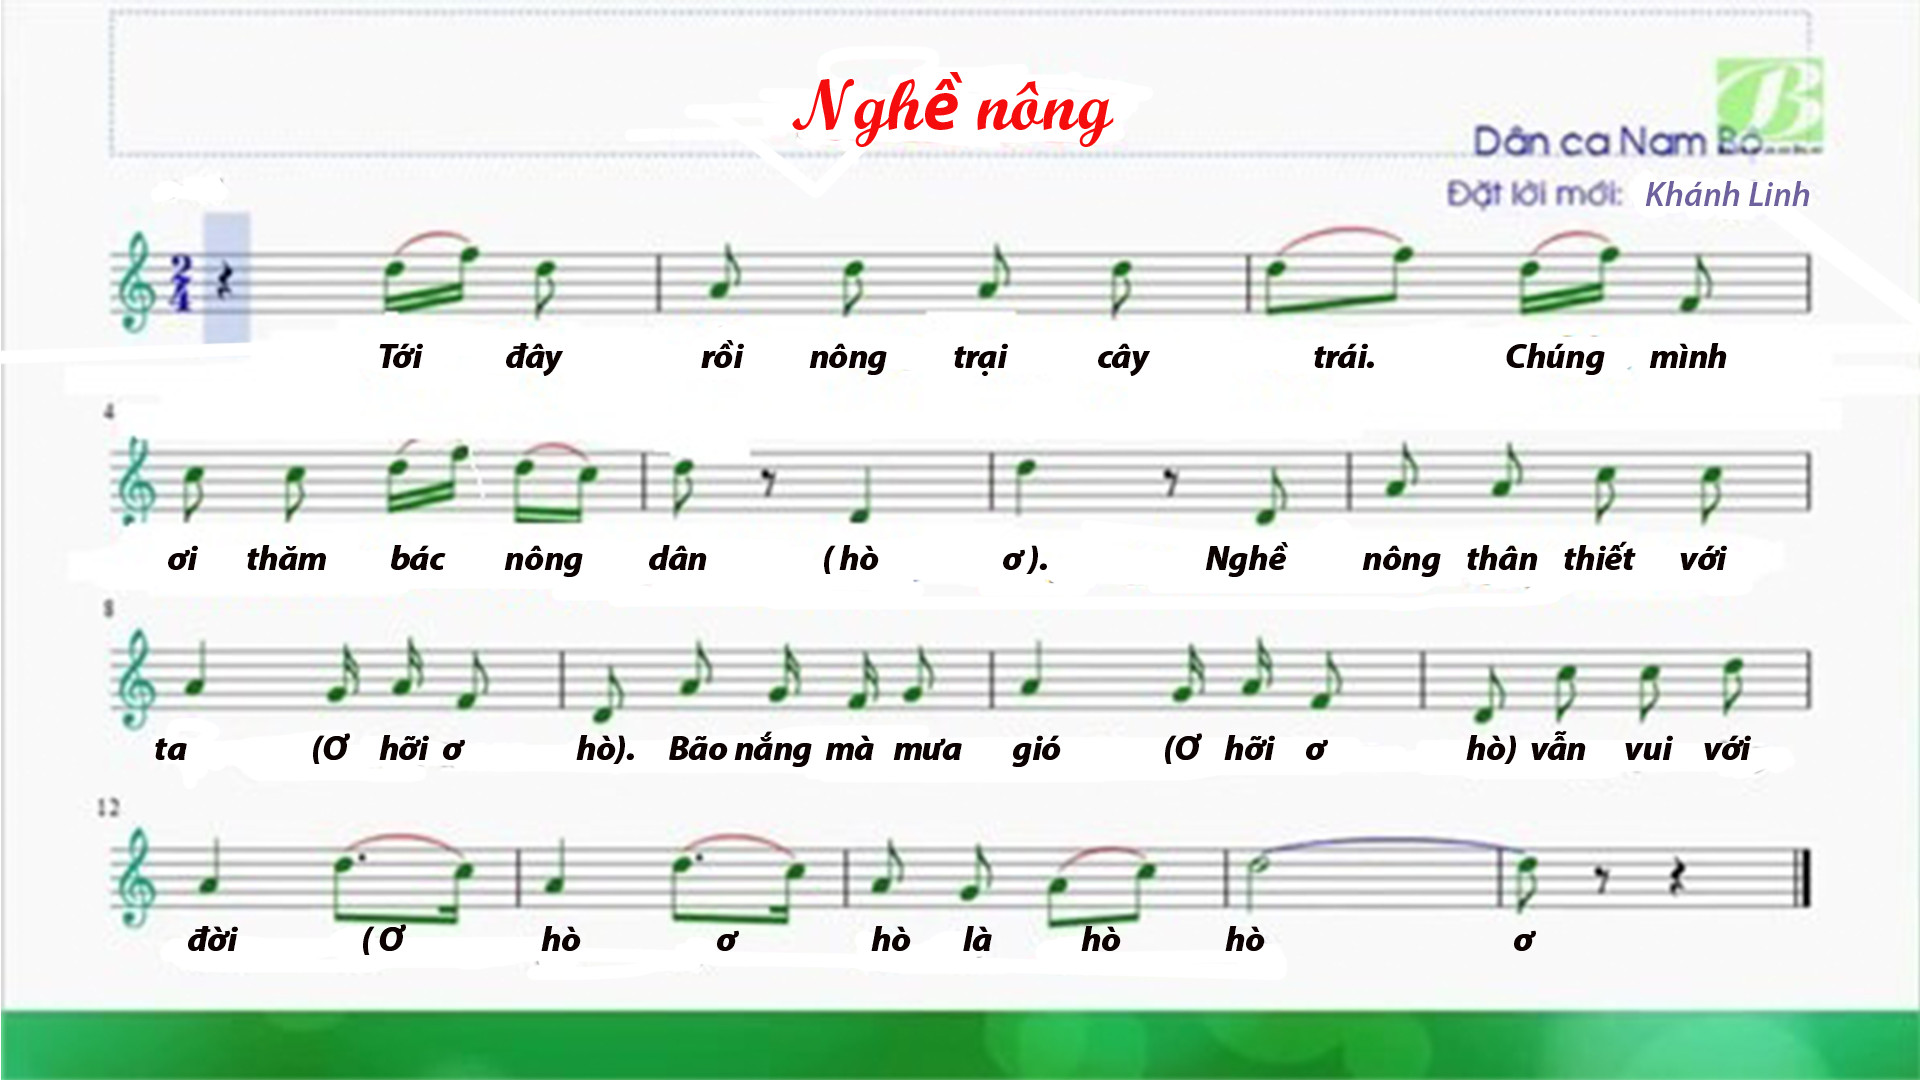 Nghề nông
Dân ca Nam Bộ
Đặt lời mới: Khánh Linh
2
4
Tới đây rồi nông trại cây trái. Chúng mình
4
ơi thăm bác nông dân ( hò ơ ). Nghề nông thân thiết với
8
ta (Ơ hỡi ơ hò). Bão nắng mà mưa gió (Ơ hỡi ơ hò) vẫn vui với
12
đời ( Ơ hò ơ hò là hò hò ơ